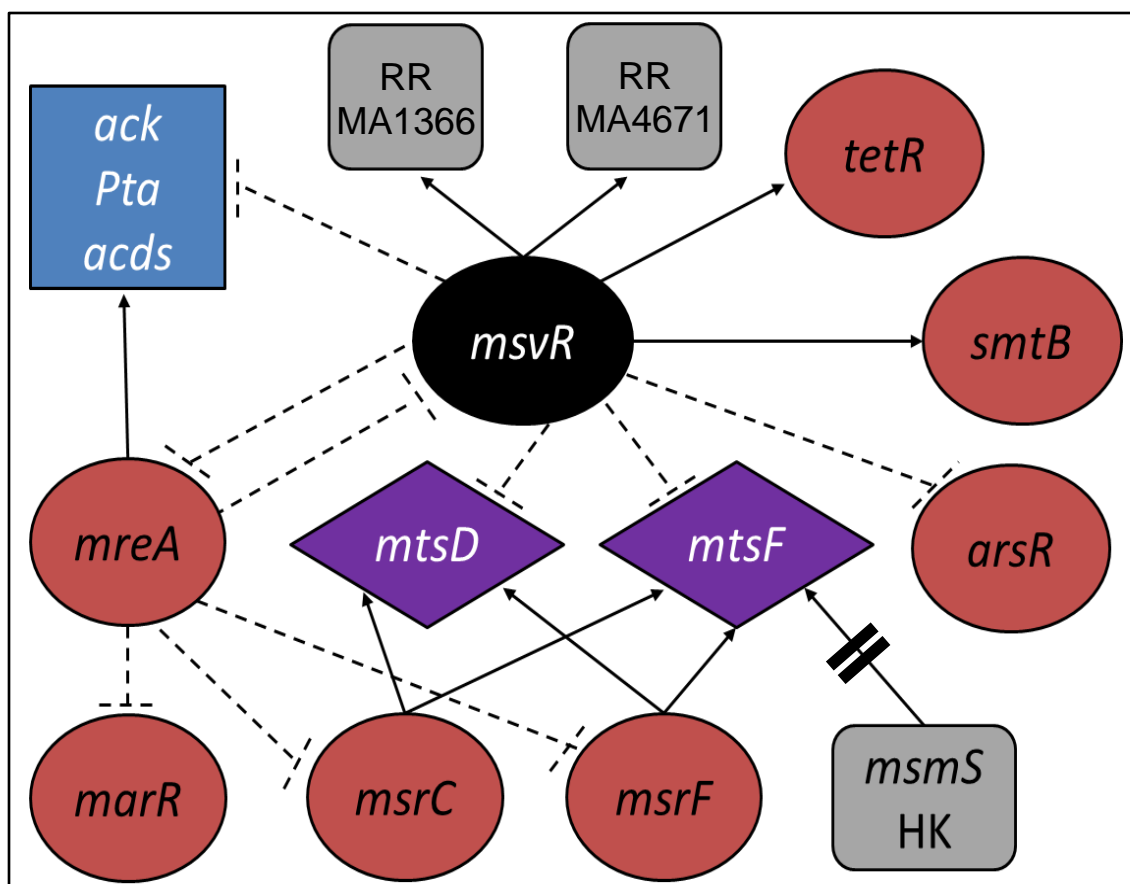 RR
MA1366
RR
MA4671
ack
Pta
acds
tetR
msvR
smtB
mreA
mtsD
mtsF
arsR
marR
msrC
msrF
msmS
HK